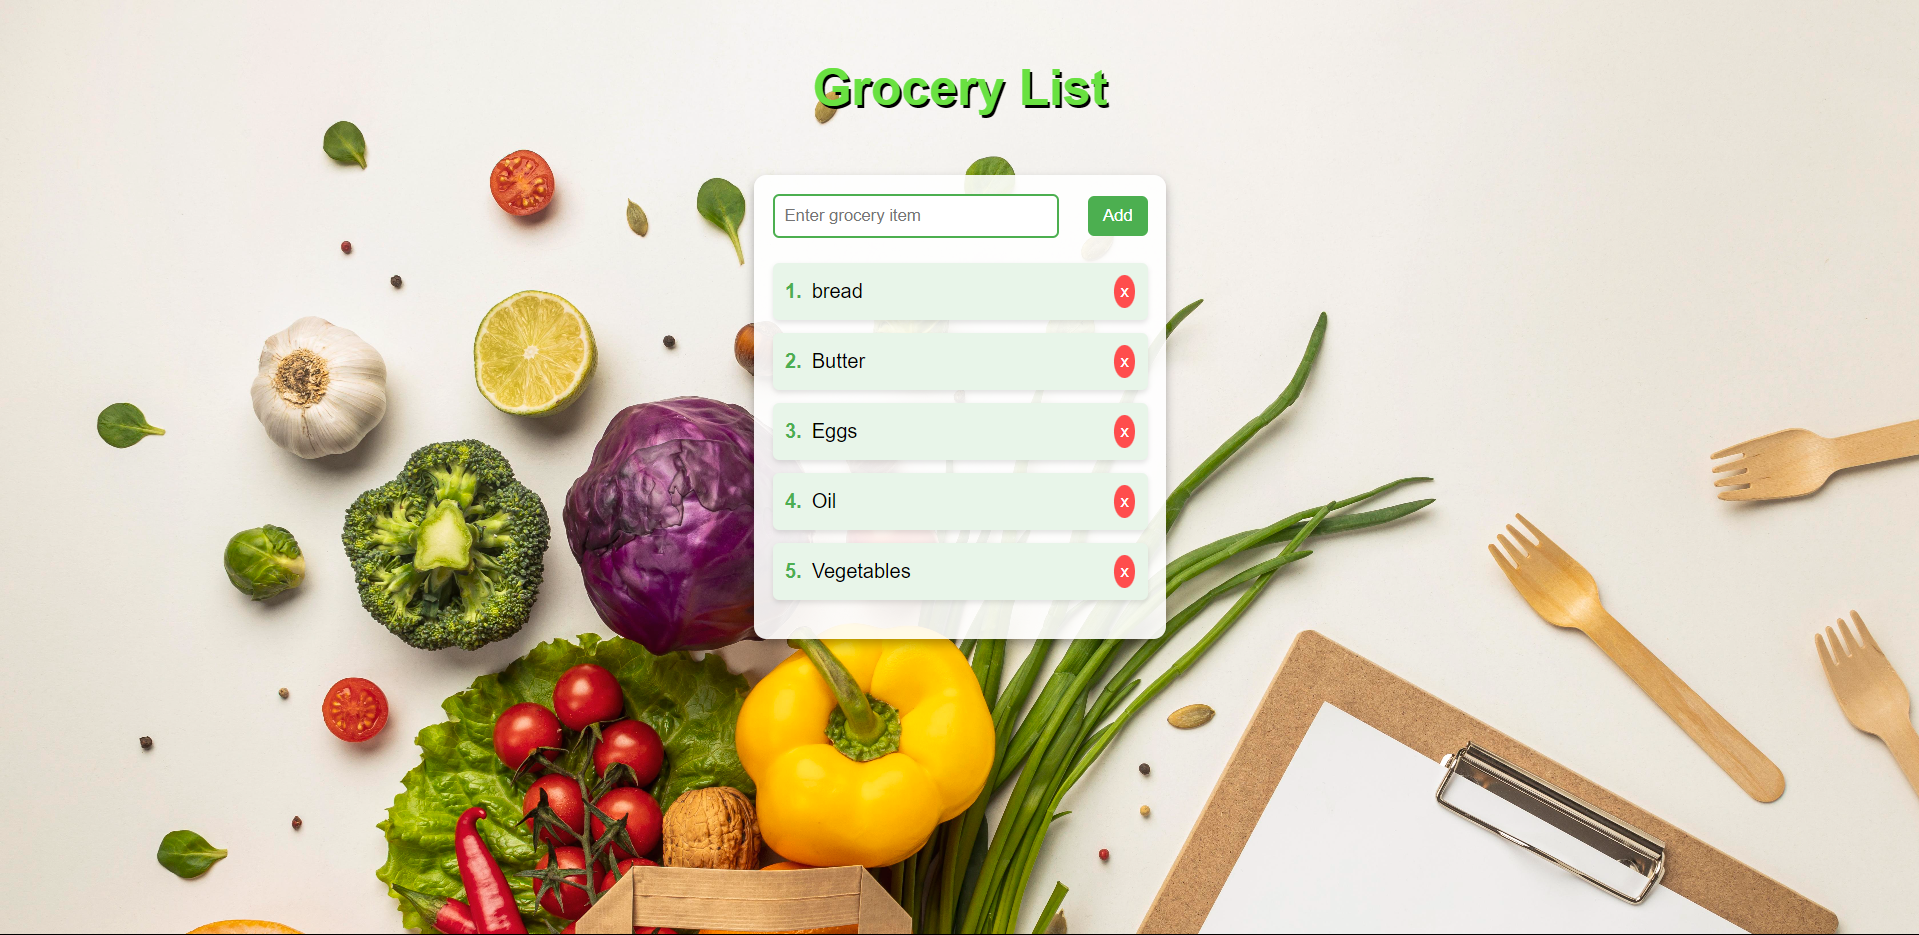 Grocery List
Enter grocery item Add
1. bread x
2. Butter x
3. Eggs x
4. Oil x
5. Vegetables x